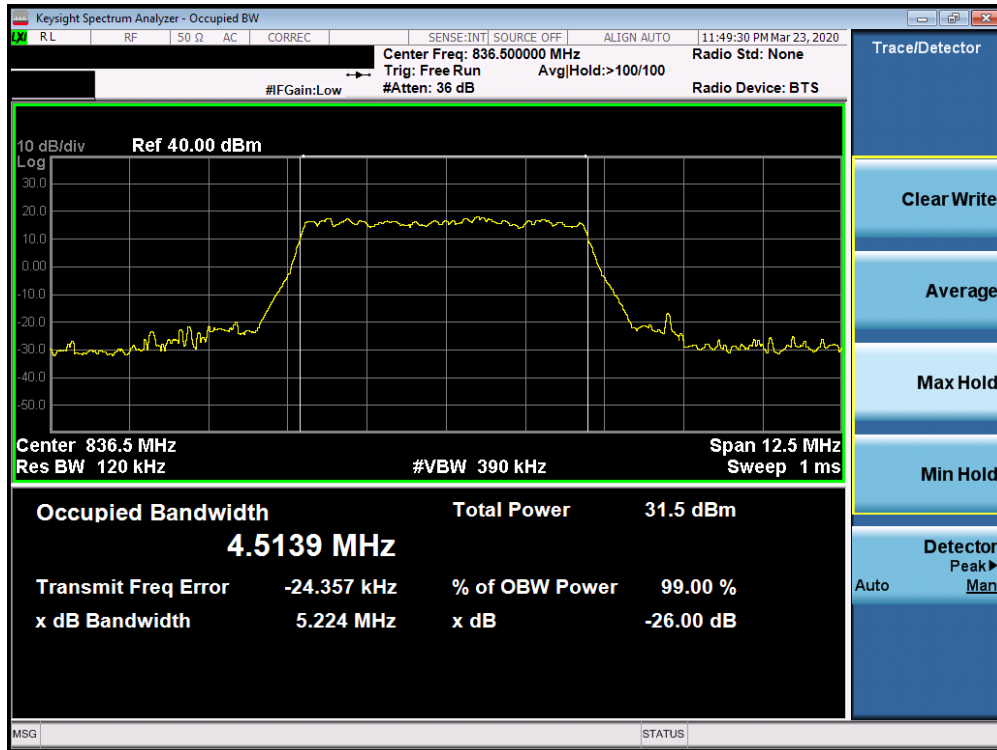 Keysight Spectrum Analyzer - Occupied BW
LXI RL RF 50 Ω AC CORREC SENSE:INT SOURCE OFF ALIGN AUTO 11:49:30 PM Mar 23, 2020
Center Freq: 836.500000 MHz Radio Std: None
Trig: Free Run Avg|Hold:>100/100
#IFGain:Low #Atten: 36 dB Radio Device: BTS
Trace/Detector
10 dB/div Ref 40.00 dBm
Log
30.0
20.0
10.0
0.00
-10.0
-20.0
-30.0
-40.0
-50.0
Center 836.5 MHz Span 12.5 MHz
Res BW 120 kHz #VBW 390 kHz Sweep 1 ms
Occupied Bandwidth Total Power 31.5 dBm
4.5139 MHz
Transmit Freq Error -24.357 kHz % of OBW Power 99.00 %
x dB Bandwidth 5.224 MHz x dB -26.00 dB
Clear Write
Average
Max Hold
Min Hold
Detector
Peak▶
Auto Man
MSG STATUS